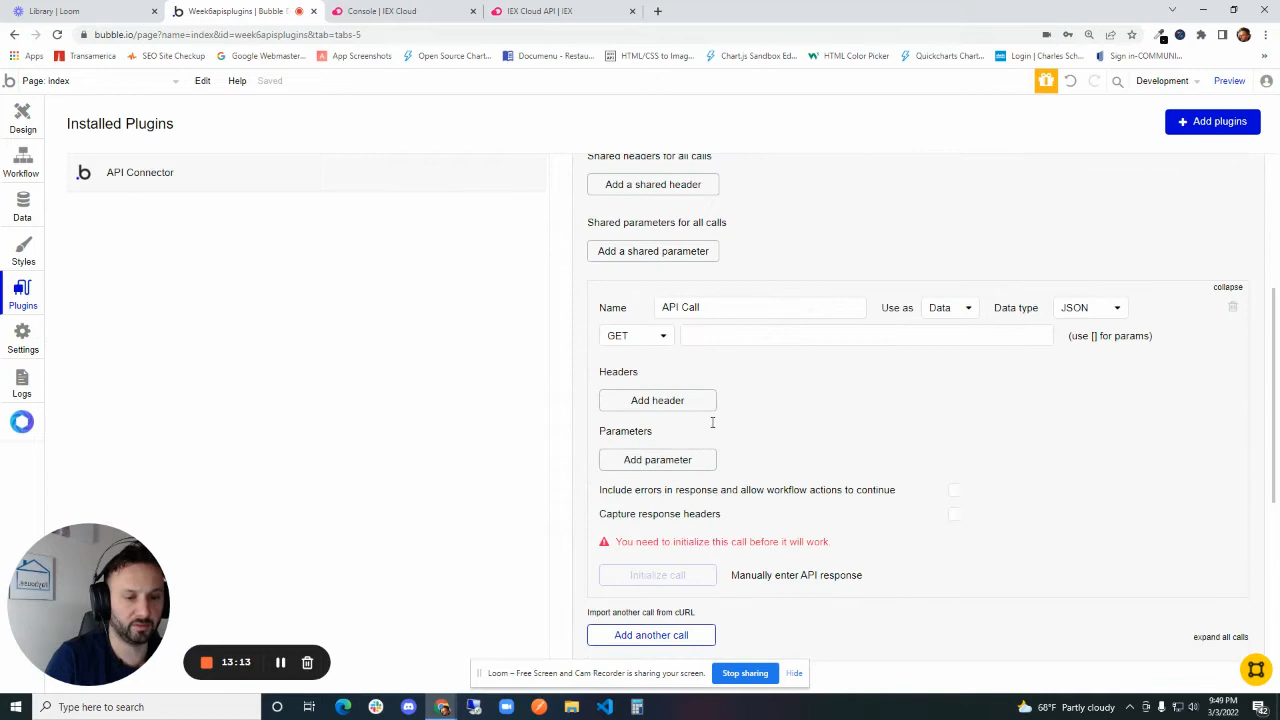 Library | Loom
Week6apisplugins | Bubble
Console | IEX Cloud
IEX Cloud API | IEX
bubble.io/page?name=index&id=week6apisplugins&tab=tabs-5
Apps
Transamerica
SEO Site Checkup
Google Webmaster...
App Screenshots
Open Source Chart...
Documenu - Restau...
HTML/CSS to Imag...
Chart.js Sandbox Ed...
HTML Color Picker
Quickcharts Chart...
Login | Charles Sch...
Sign in-COMMUNI...
Page: index
Edit
Help
Saved
Development
Preview
Design
Workflow
Data
Styles
Plugins
Settings
Logs
Installed Plugins
+ Add plugins
API Connector
Shared headers for all calls
Add a shared header
Shared parameters for all calls
Add a shared parameter
collapse
Name API Call Use as Data Data type JSON
GET (use [] for params)
Headers
Add header
Parameters
Add parameter
Include errors in response and allow workflow actions to continue
Capture response headers
You need to initialize this call before it will work.
Initialize call Manually enter API response
Import another call from cURL
Add another call
expand all calls
13:13
Loom – Free Screen and Cam Recorder is sharing your screen. Stop sharing Hide
Type here to search
68°F Partly cloudy
9:49 PM
3/3/2022
42